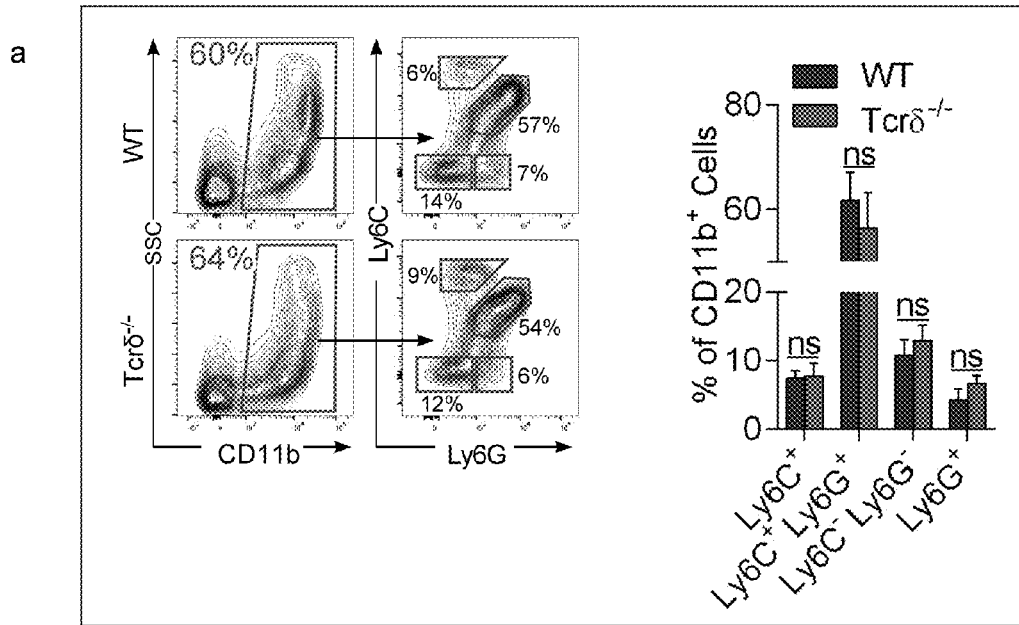 a
WT
SSC
60%
Ly6C
6%
57%
7%
14%
Tcrδ-/-
64%
9%
54%
6%
12%
CD11b
Ly6G
WT
Tcrδ-/-
% of CD11b+ Cells
80
60
20
10
0
ns
ns
ns
ns
Ly6C+
Ly6C+ Ly6G+
Ly6C- Ly6G-
Ly6G+